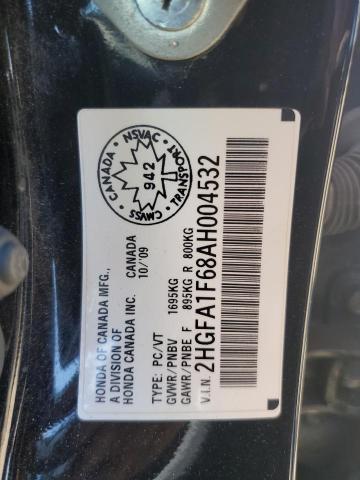 HONDA OF CANADA MFG.,
A DIVISION OF
HONDA CANADA INC. CANADA
10/'09
TYPE: PC/VT
GVWR/PNBV 1695KG
GAWR/PNBE F 895KG R 800KG
V.I.N. 2HGFA1F68AH004532
CANADA
NSVAC
942
TRANSPORT
CMVSS